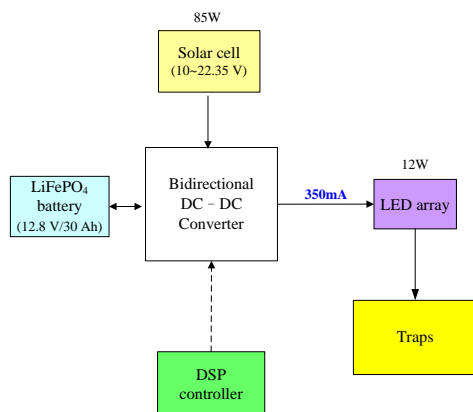 85W
Solar cell
(10~22.35 V)
LiFePO₄
battery
(12.8 V/30 Ah)
Bidirectional
DC – DC
Converter
350mA
12W
LED array
Traps
DSP
controller